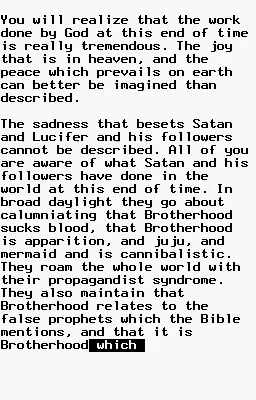 You will realize that the work
done by God at this end of time
is really tremendous. The joy
that is in heaven, and the
peace which prevails on earth
can better be imagined than
described.

The sadness that besets Satan
and Lucifer and his followers
cannot be described. All of you
are aware of what Satan and his
followers have done in the
world at this end of time. In
broad daylight they go about
calumniating that Brotherhood
sucks blood, that Brotherhood
is apparition, and juju, and
mermaid and is cannibalistic.
They roam the whole world with
their propagandist syndrome.
They also maintain that
Brotherhood relates to the
false prophets which the Bible
mentions, and that it is
Brotherhood which